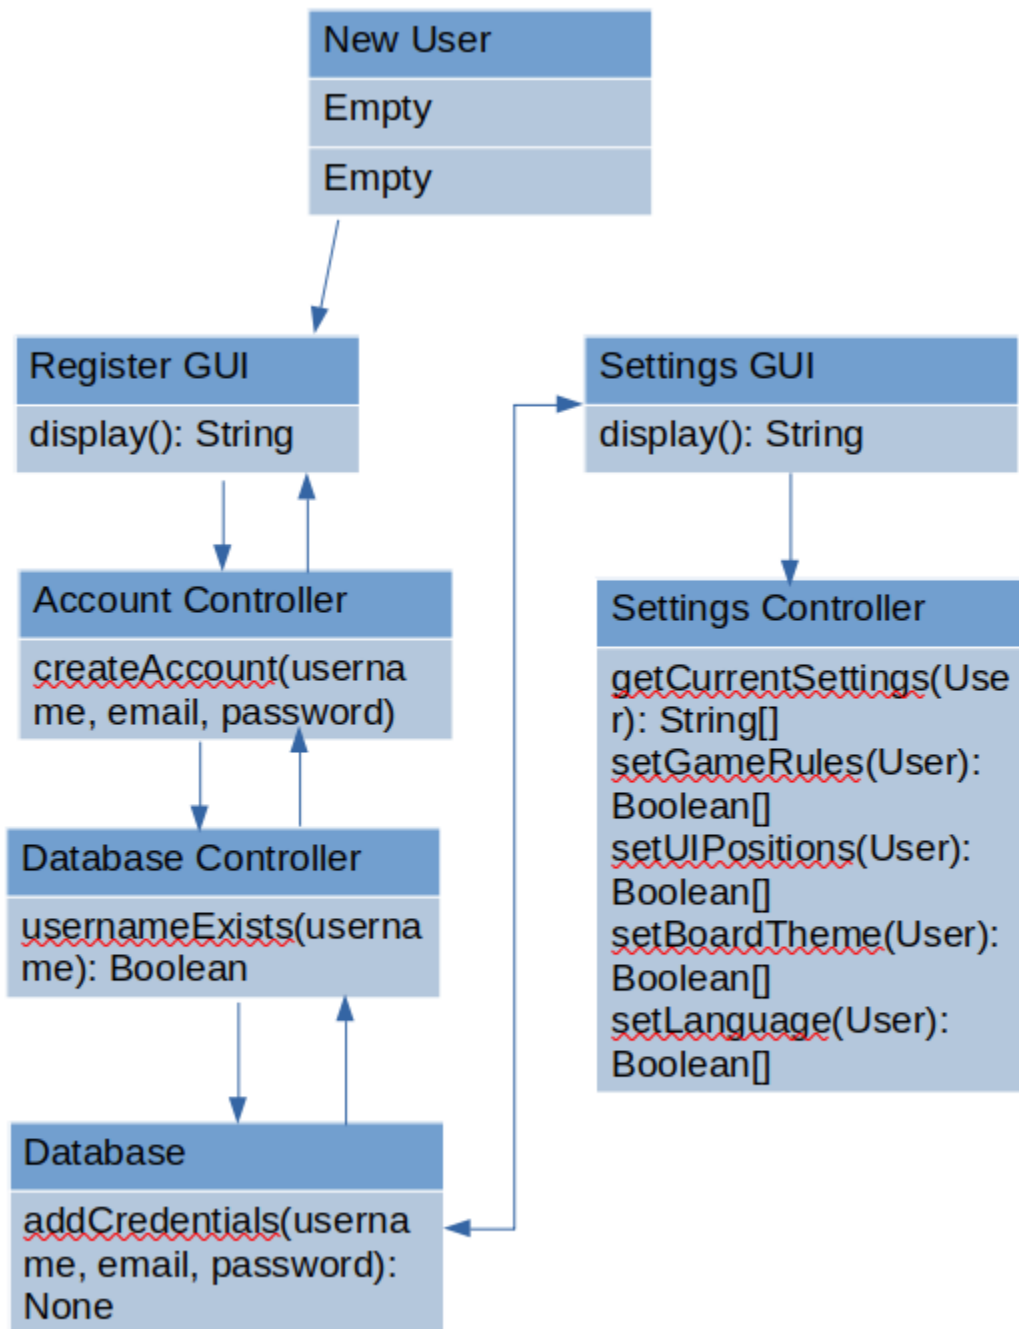 New User
Empty
Empty
Register GUI
display(): String
Account Controller
createAccount(userna
me, email, password)
Database Controller
usernameExists(userna
me): Boolean
Database
addCredentials(userna
me, email, password):
None
Settings GUI
display(): String
Settings Controller
getCurrentSettings(Use
r): String[]
setGameRules(User):
Boolean[]
setUIPositions(User):
Boolean[]
setBoardTheme(User):
Boolean[]
setLanguage(User):
Boolean[]